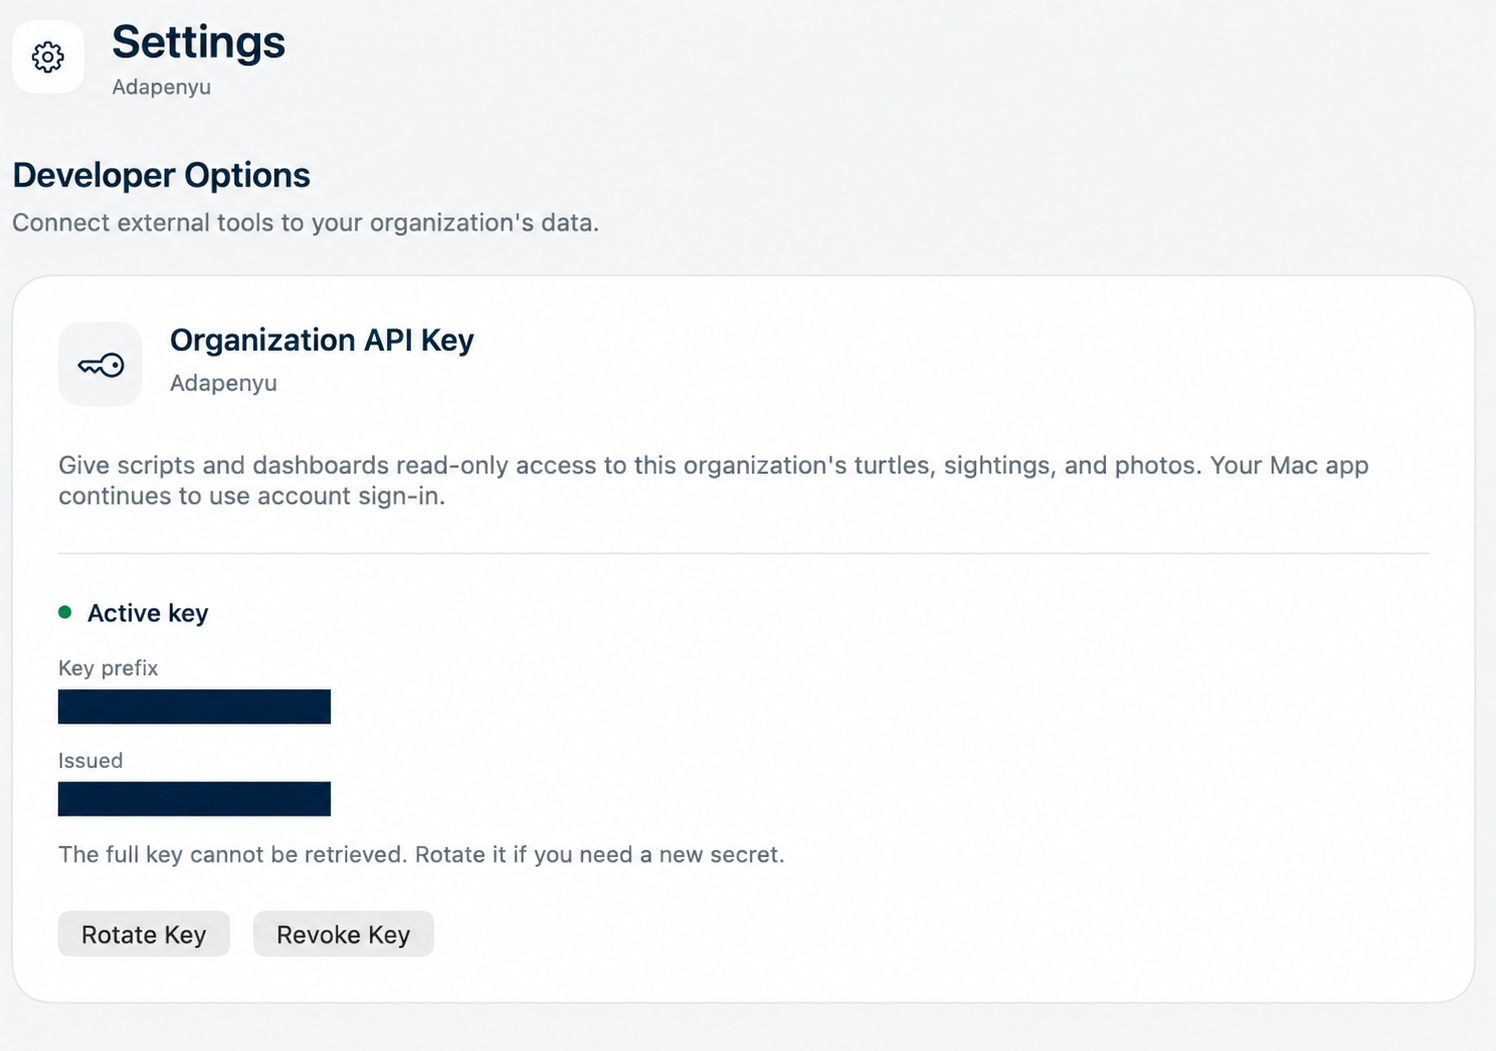 Settings
Adapenyu
Developer Options
Connect external tools to your organization's data.
Organization API Key
Adapenyu
Give scripts and dashboards read-only access to this organization's turtles, sightings, and photos. Your Mac app
continues to use account sign-in.
Active key
Key prefix
Issued
The full key cannot be retrieved. Rotate it if you need a new secret.
Rotate Key
Revoke Key